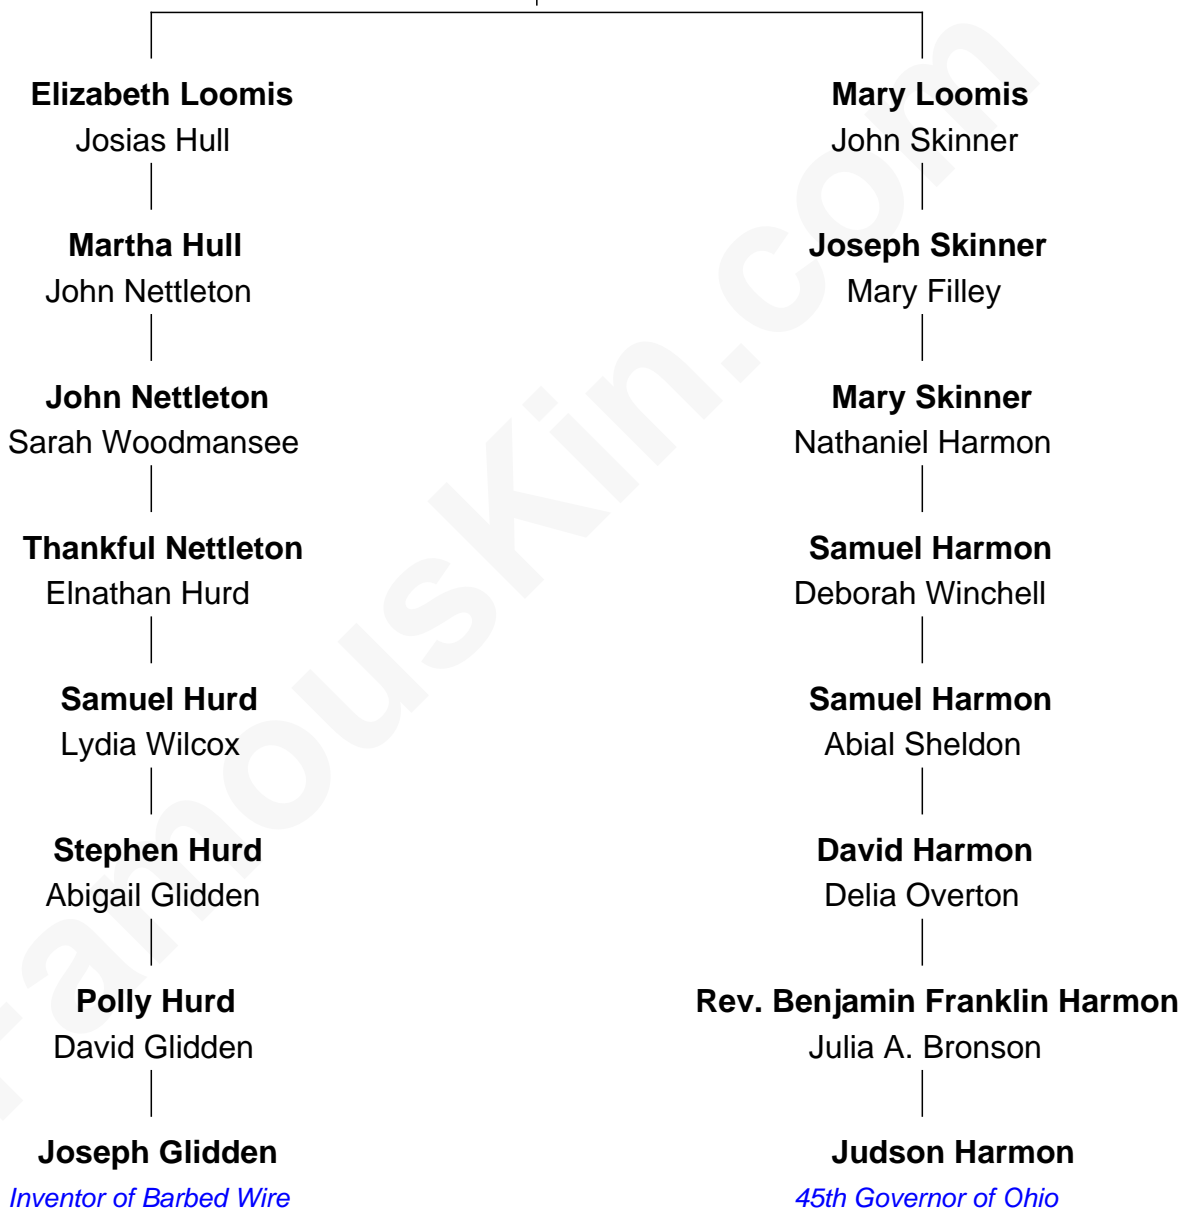 Elizabeth Loomis
Josias Hull
Martha Hull
John Nettleton
John Nettleton
Sarah Woodmansee
Thankful Nettleton
Elnathan Hurd
Samuel Hurd
Lydia Wilcox
Stephen Hurd
Abigail Glidden
Polly Hurd
David Glidden
Joseph Glidden
Inventor of Barbed Wire
Mary Loomis
John Skinner
Joseph Skinner
Mary Filley
Mary Skinner
Nathaniel Harmon
Samuel Harmon
Deborah Winchell
Samuel Harmon
Abial Sheldon
David Harmon
Delia Overton
Rev. Benjamin Franklin Harmon
Julia A. Bronson
Judson Harmon
45th Governor of Ohio
FamousKin.com